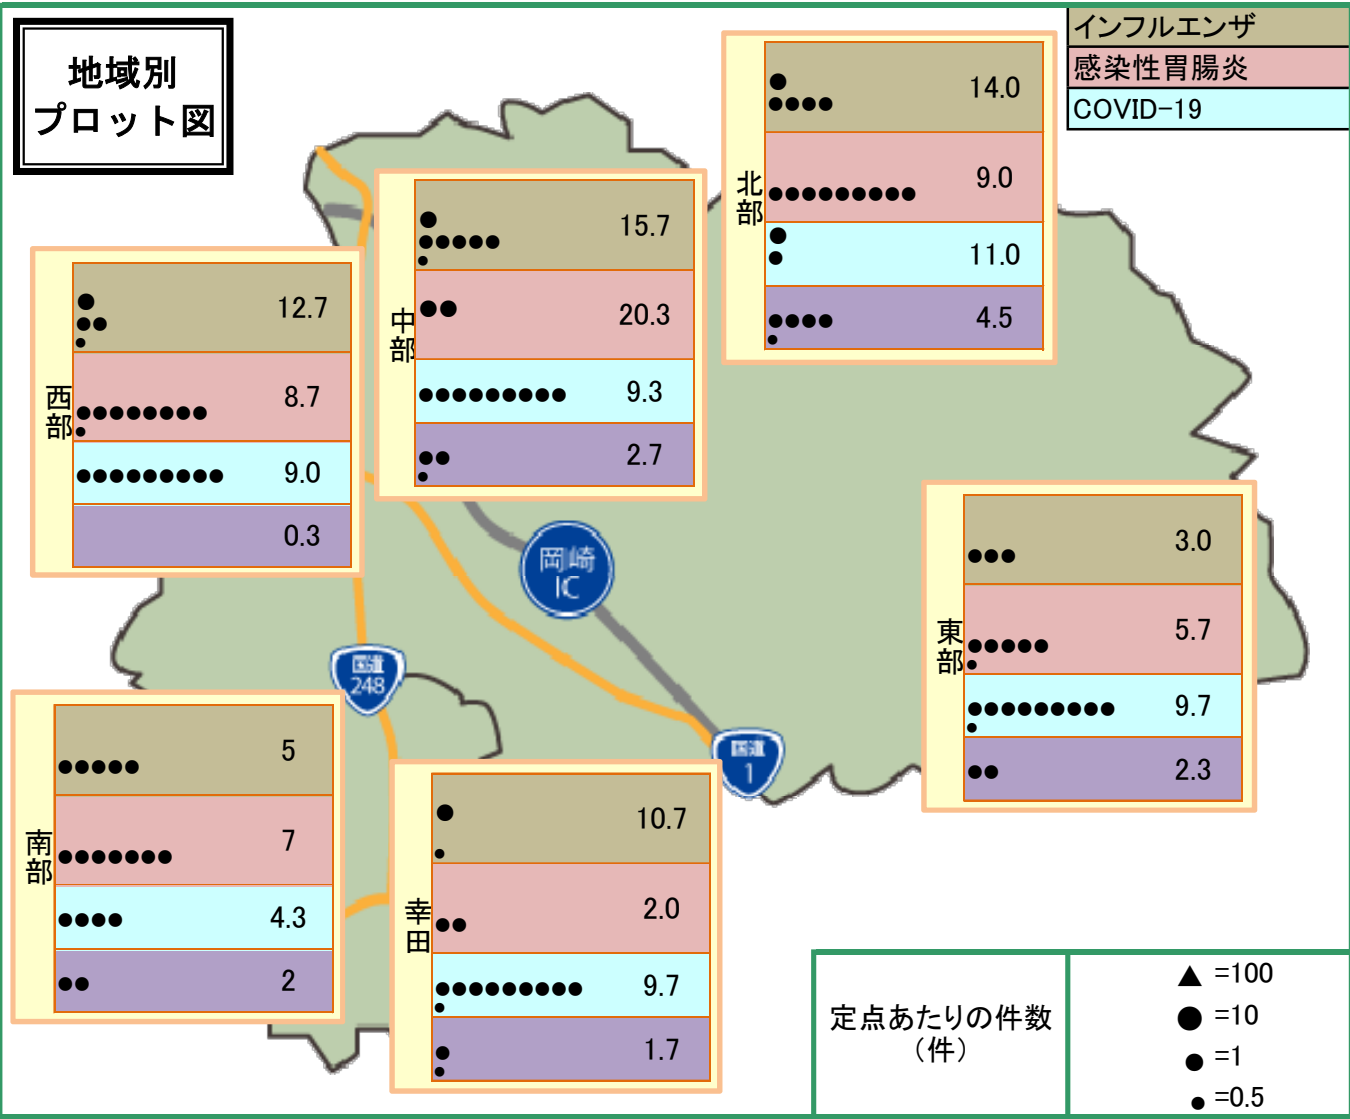 地域別
プロット図
インフルエンザ
感染性胃腸炎
COVID-19
北部
14.0
9.0
11.0
4.5
中部
15.7
20.3
9.3
2.7
西部
12.7
8.7
9.0
0.3
東部
3.0
5.7
9.7
2.3
南部
5
7
4.3
2
幸田
10.7
2.0
9.7
1.7
岡崎
IC
国道
248
国道
1
定点あたりの件数
（件）
▲ =100
● =10
● =1
● =0.5